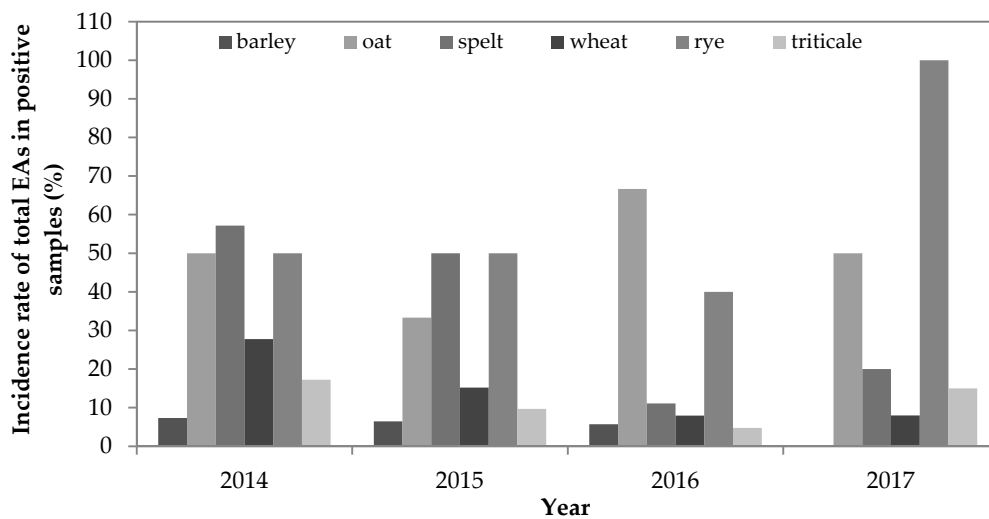 Incidence rate of total EAs in positive
samples (%)
110
100
90
80
70
60
50
40
30
20
10
0
barley oat spelt wheat rye triticale
2014 2015 2016 2017
Year